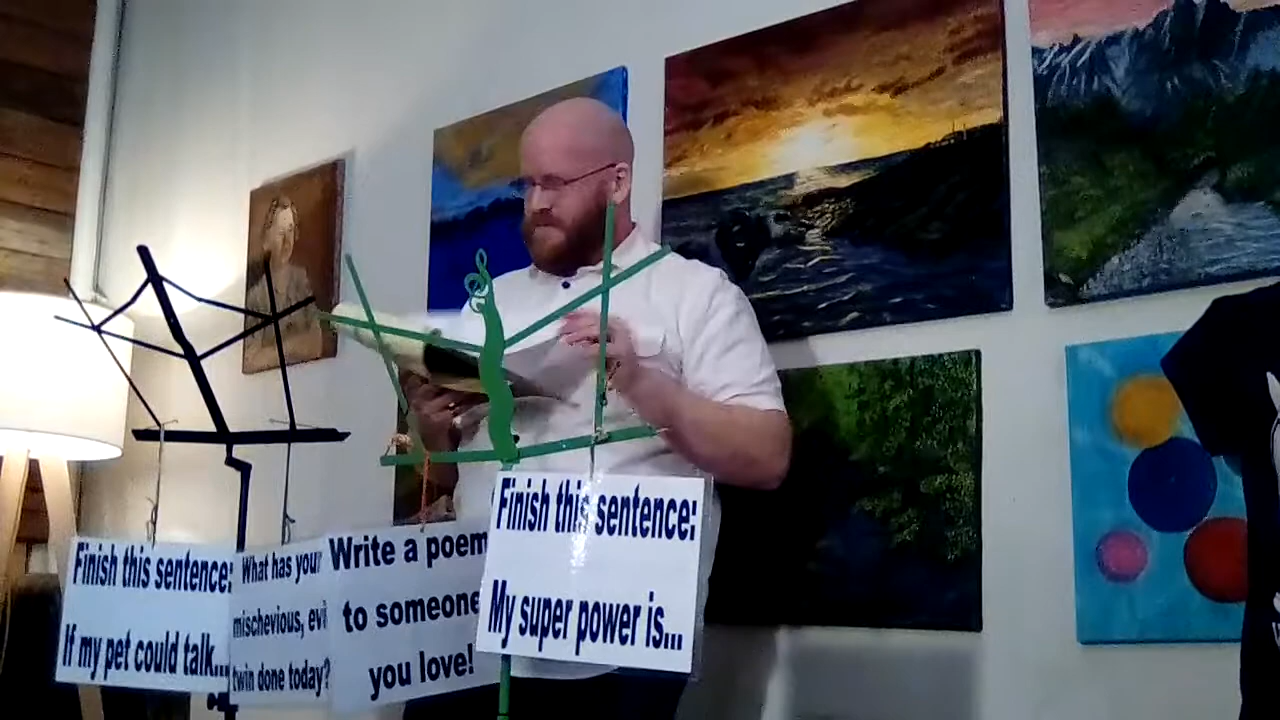 Finish this sentence:
If my pet could talk...
What has your
mischevious, evil
twin done today?
Write a poem
to someone
you love!
Finish this sentence:
My super power is...